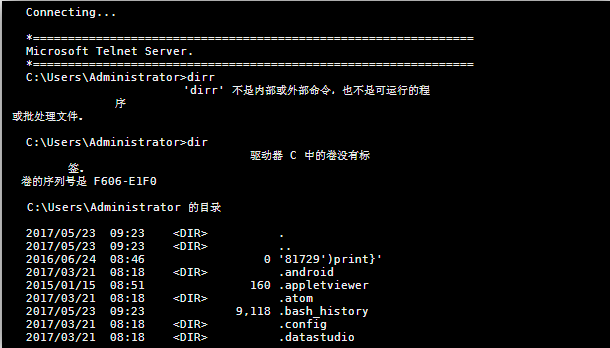 Connecting...
*===============================================================
Microsoft Telnet Server.
*===============================================================
C:\Users\Administrator>dirr
'dirr' 不是内部或外部命令，也不是可运行的程
序
或批处理文件。
C:\Users\Administrator>dir
驱动器 C 中的卷没有标
签。
卷的序列号是 F606-E1F0
C:\Users\Administrator 的目录
2017/05/23  09:23    <DIR>          .
2017/05/23  09:23    <DIR>          ..
2016/06/24  08:46                 0 '81729')print}'
2017/03/21  08:18    <DIR>          .android
2015/01/15  08:51               160 .appletviewer
2017/03/21  08:18    <DIR>          .atom
2017/05/23  09:23             9,118 .bash_history
2017/03/21  08:18    <DIR>          .config
2017/03/21  08:18    <DIR>          .datastudio